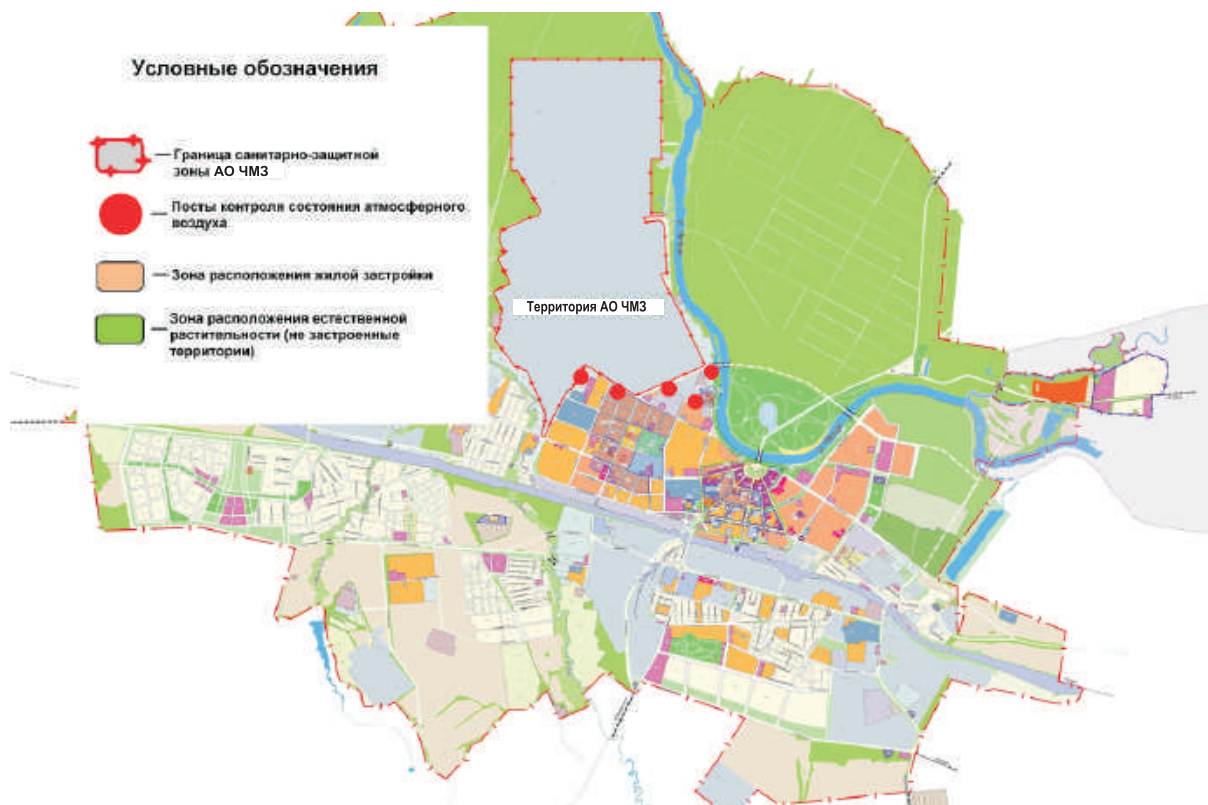 Условные обозначения
Граница санитарно-защитной
зоны АО ЧМЗ
Посты контроля состояния атмосферного
воздуха
Зона расположения жилой застройки
Зона расположения естественной
растительности (не застроенные
территории)
Территория АО ЧМЗ